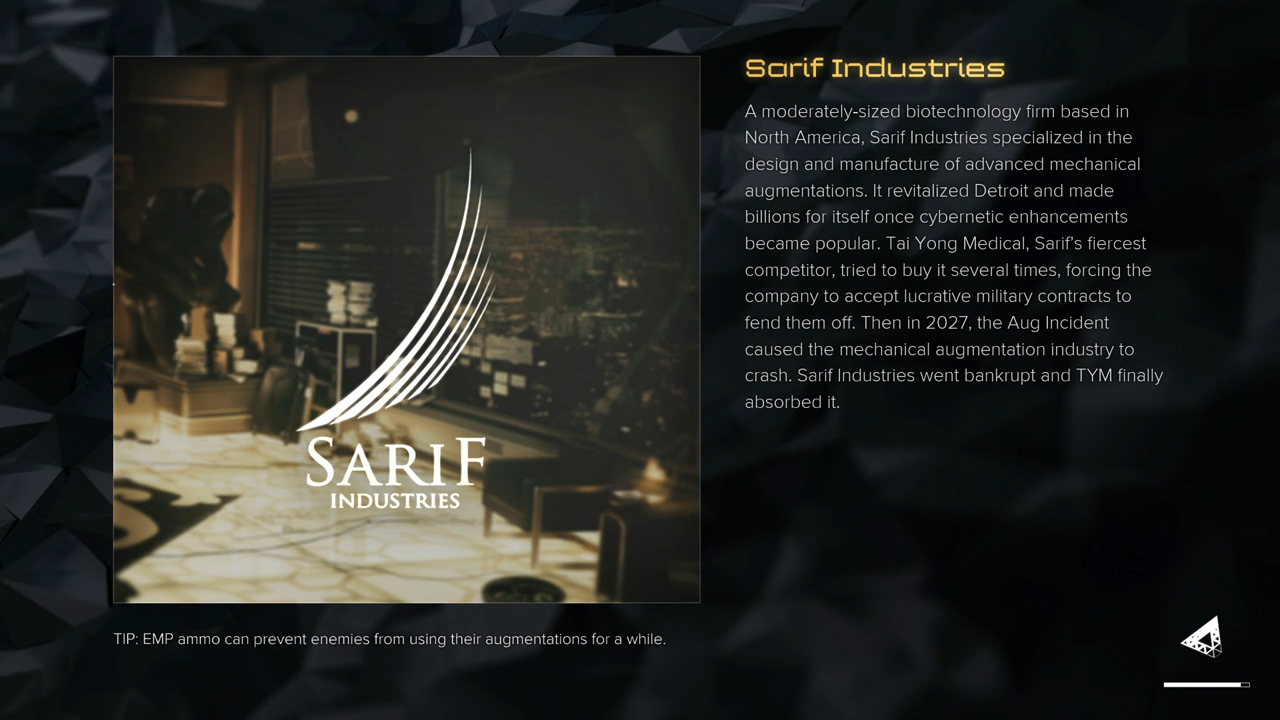 Sarif Industries
A moderately-sized biotechnology firm based in
North America, Sarif Industries specialized in the
design and manufacture of advanced mechanical
augmentations. It revitalized Detroit and made
billions for itself once cybernetic enhancements
became popular. Tai Yong Medical, Sarif's fiercest
competitor, tried to buy it several times, forcing the
company to accept lucrative military contracts to
fend them off. Then in 2027, the Aug Incident
caused the mechanical augmentation industry to
crash. Sarif Industries went bankrupt and TYM finally
absorbed it.
SARIF
INDUSTRIES
TIP: EMP ammo can prevent enemies from using their augmentations for a while.